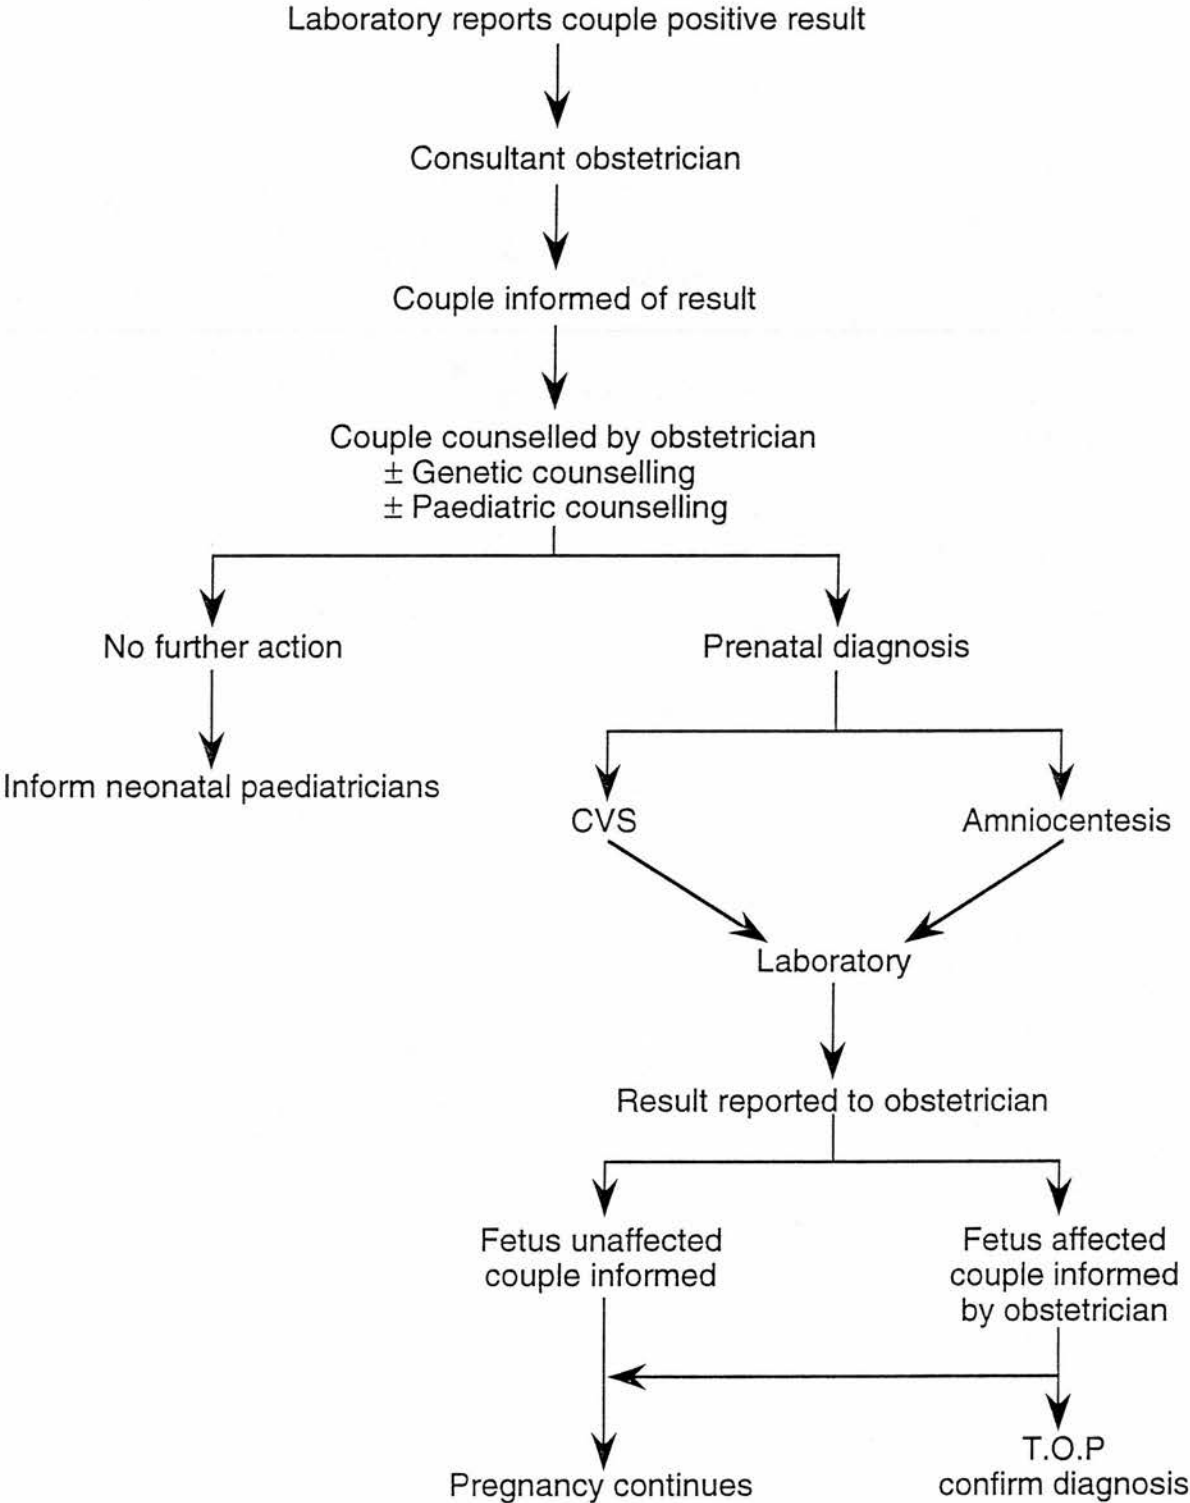 Laboratory reports couple positive result
Consultant obstetrician
Couple informed of result
Couple counselled by obstetrician
± Genetic counselling
± Paediatric counselling
No further action
Prenatal diagnosis
Inform neonatal paediatricians
CVS
Amniocentesis
Laboratory
Result reported to obstetrician
Fetus unaffected
couple informed
Fetus affected
couple informed
by obstetrician
Pregnancy continues
T.O.P
confirm diagnosis